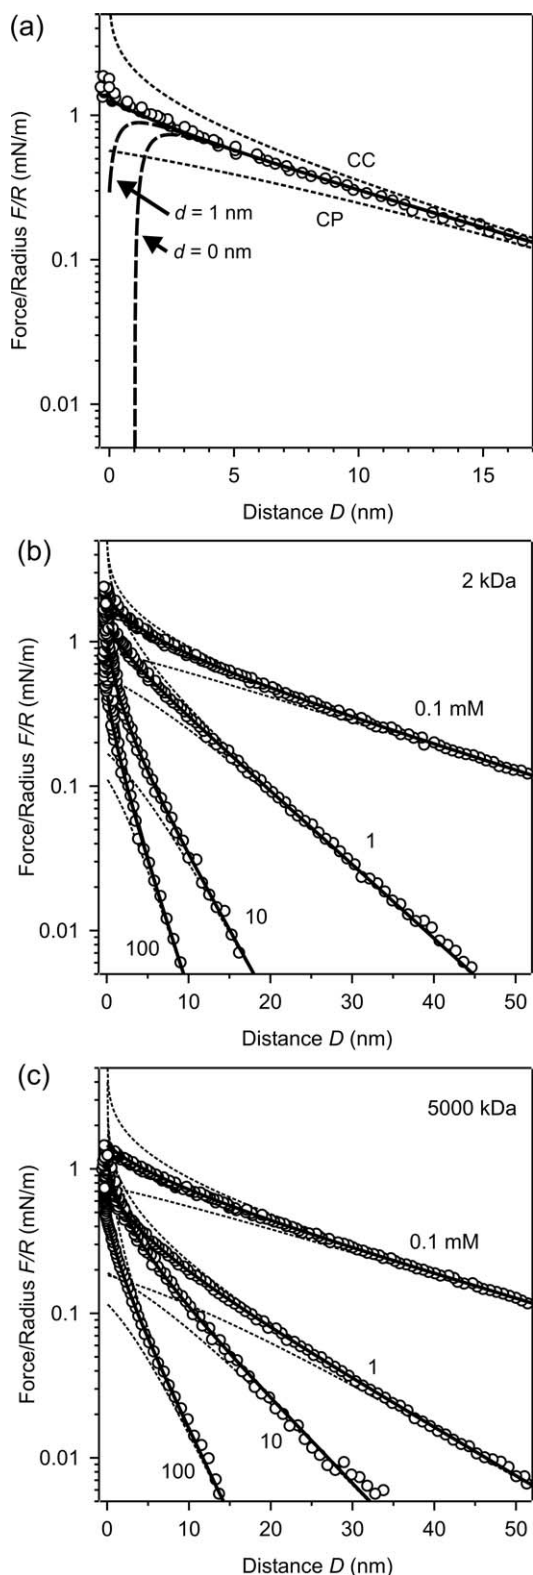 (a)
Force/Radius F/R (mN/m)
1
0.1
0.01
CC
CP
d = 1 nm
d = 0 nm
0
5
10
15
Distance D (nm)
(b)
2 kDa
Force/Radius F/R (mN/m)
1
0.1
0.01
0.1 mM
1
10
100
0
10
20
30
40
50
Distance D (nm)
(c)
5000 kDa
Force/Radius F/R (mN/m)
1
0.1
0.01
0.1 mM
1
10
100
0
10
20
30
40
50
Distance D (nm)